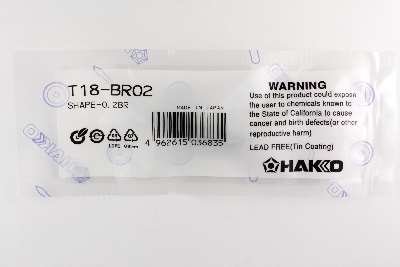 T18-BR02
SHAPE-0.2BR
MADE IN JAPAN
4 962615 036835
WARNING
Use of this product could expose
the user to chemicals known to
the State of California to cause
cancer and birth defects(or other
reproductive harm)
LEAD FREE(Tin Coating)
HAKKO